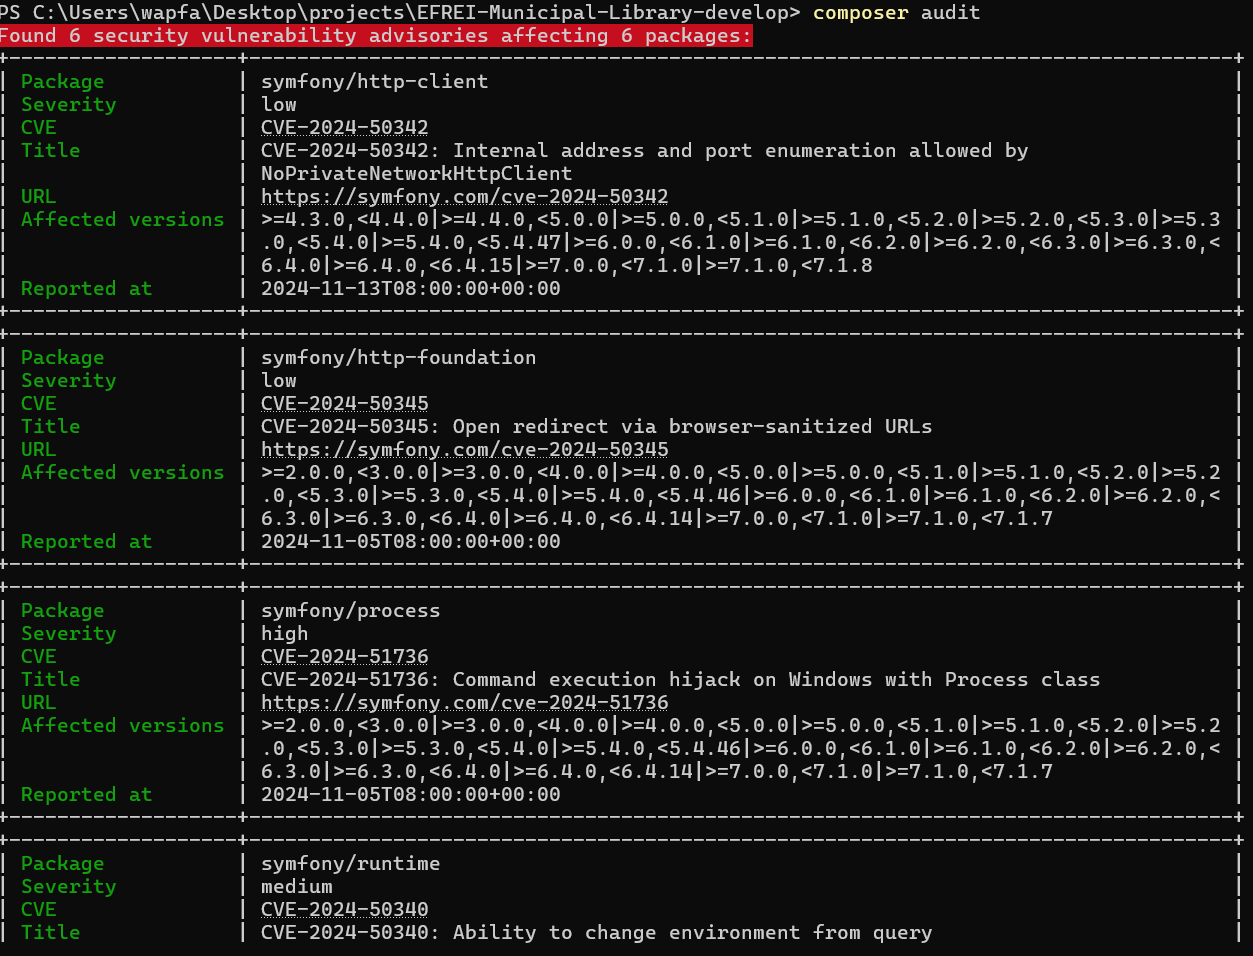 PS C:\Users\wapfa\Desktop\projects\EFREI-Municipal-Library-develop> composer audit
Found 6 security vulnerability advisories affecting 6 packages:
Package | symfony/http-client
Severity | low
CVE | CVE-2024-50342
Title | CVE-2024-50342: Internal address and port enumeration allowed by
NoPrivateNetworkHttpClient
URL | https://symfony.com/cve-2024-50342
Affected versions | >=4.3.0,<4.4.0|>=4.4.0,<5.0.0|>=5.0.0,<5.1.0|>=5.1.0,<5.2.0|>=5.2.0,<5.3.0|>=5.3
.0,<5.4.0|>=5.4.0,<5.4.47|>=6.0.0,<6.1.0|>=6.1.0,<6.2.0|>=6.2.0,<6.3.0|>=6.3.0,<
6.4.0|>=6.4.0,<6.4.15|>=7.0.0,<7.1.0|>=7.1.0,<7.1.8
Reported at | 2024-11-13T08:00:00+00:00
Package | symfony/http-foundation
Severity | low
CVE | CVE-2024-50345
Title | CVE-2024-50345: Open redirect via browser-sanitized URLs
URL | https://symfony.com/cve-2024-50345
Affected versions | >=2.0.0,<3.0.0|>=3.0.0,<4.0.0|>=4.0.0,<5.0.0|>=5.0.0,<5.1.0|>=5.1.0,<5.2.0|>=5.2
.0,<5.3.0|>=5.3.0,<5.4.0|>=5.4.0,<5.4.46|>=6.0.0,<6.1.0|>=6.1.0,<6.2.0|>=6.2.0,<
6.3.0|>=6.3.0,<6.4.0|>=6.4.0,<6.4.14|>=7.0.0,<7.1.0|>=7.1.0,<7.1.7
Reported at | 2024-11-05T08:00:00+00:00
Package | symfony/process
Severity | high
CVE | CVE-2024-51736
Title | CVE-2024-51736: Command execution hijack on Windows with Process class
URL | https://symfony.com/cve-2024-51736
Affected versions | >=2.0.0,<3.0.0|>=3.0.0,<4.0.0|>=4.0.0,<5.0.0|>=5.0.0,<5.1.0|>=5.1.0,<5.2.0|>=5.2
.0,<5.3.0|>=5.3.0,<5.4.0|>=5.4.0,<5.4.46|>=6.0.0,<6.1.0|>=6.1.0,<6.2.0|>=6.2.0,<
6.3.0|>=6.3.0,<6.4.0|>=6.4.0,<6.4.14|>=7.0.0,<7.1.0|>=7.1.0,<7.1.7
Reported at | 2024-11-05T08:00:00+00:00
Package | symfony/runtime
Severity | medium
CVE | CVE-2024-50340
Title | CVE-2024-50340: Ability to change environment from query